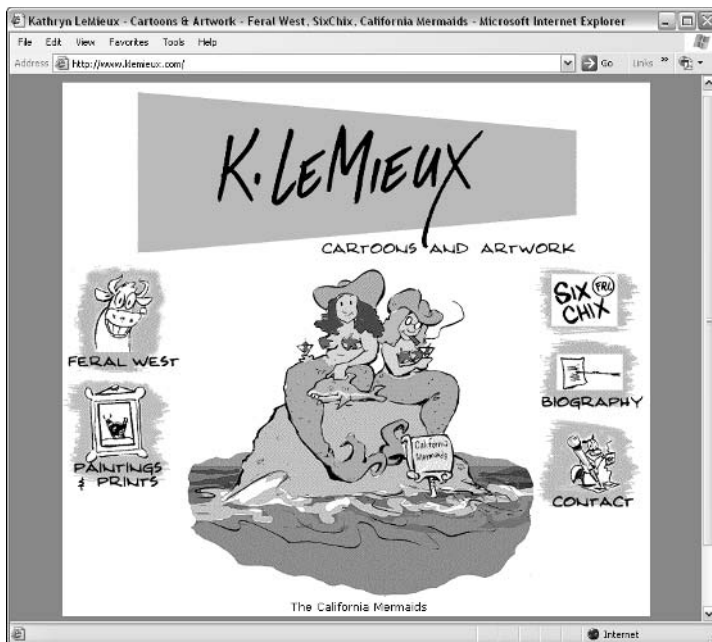 Kathryn LeMieux - Cartoons & Artwork - Feral West, SixChix, California Mermaids - Microsoft Internet Explorer
File Edit View Favorites Tools Help
Address http://www.klemieux.com/ Go Links »
K. LEMIEUX
CARTOONS AND ARTWORK
FERAL WEST
SIX CHIX
FRI.
BIOGRAPHY
PAINTINGS
& PRINTS
CONTACT
California
Mermaids
The California Mermaids
Internet